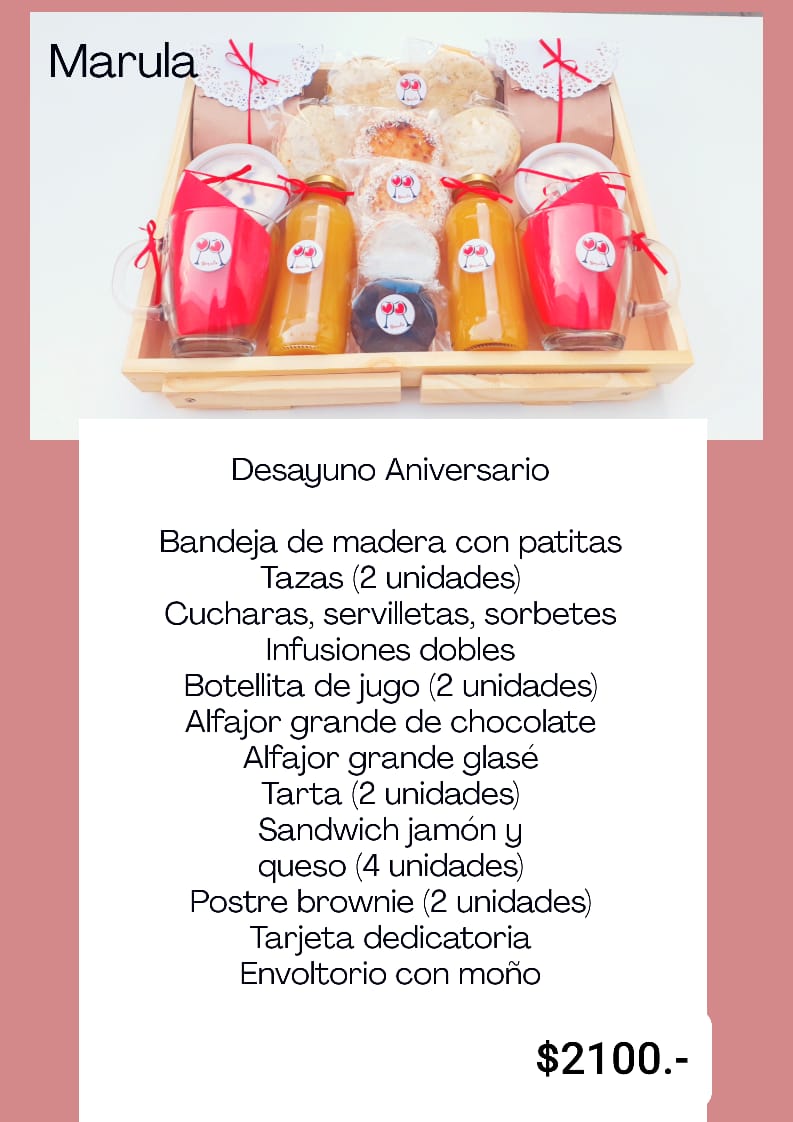 Marula
Desayuno Aniversario
Bandeja de madera con patitas
Tazas (2 unidades)
Cucharas, servilletas, sorbetes
Infusiones dobles
Botellita de jugo (2 unidades)
Alfajor grande de chocolate
Alfajor grande glasé
Tarta (2 unidades)
Sandwich jamón y
queso (4 unidades)
Postre brownie (2 unidades)
Tarjeta dedicatoria
Envoltorio con moño
$2100.-